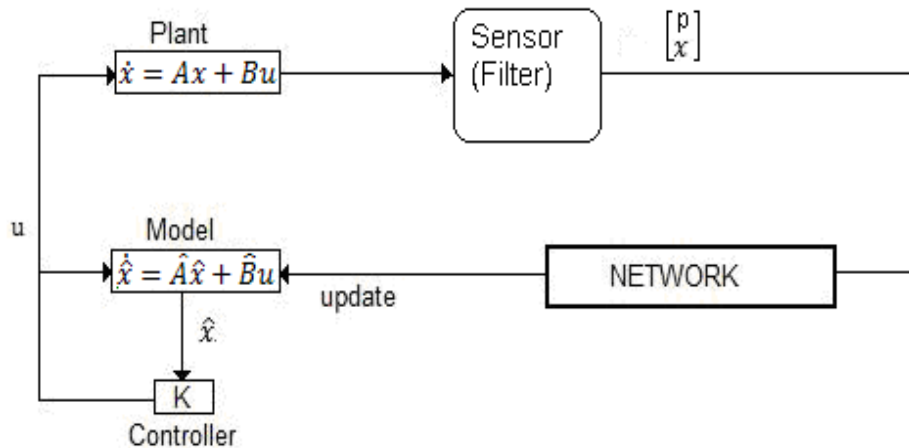 Plant
ẋ = Ax + Bu
Sensor
(Filter)
[p
x]
u
Model
x̂̇ = Âx̂ + B̂u
update
NETWORK
x̂
K
Controller